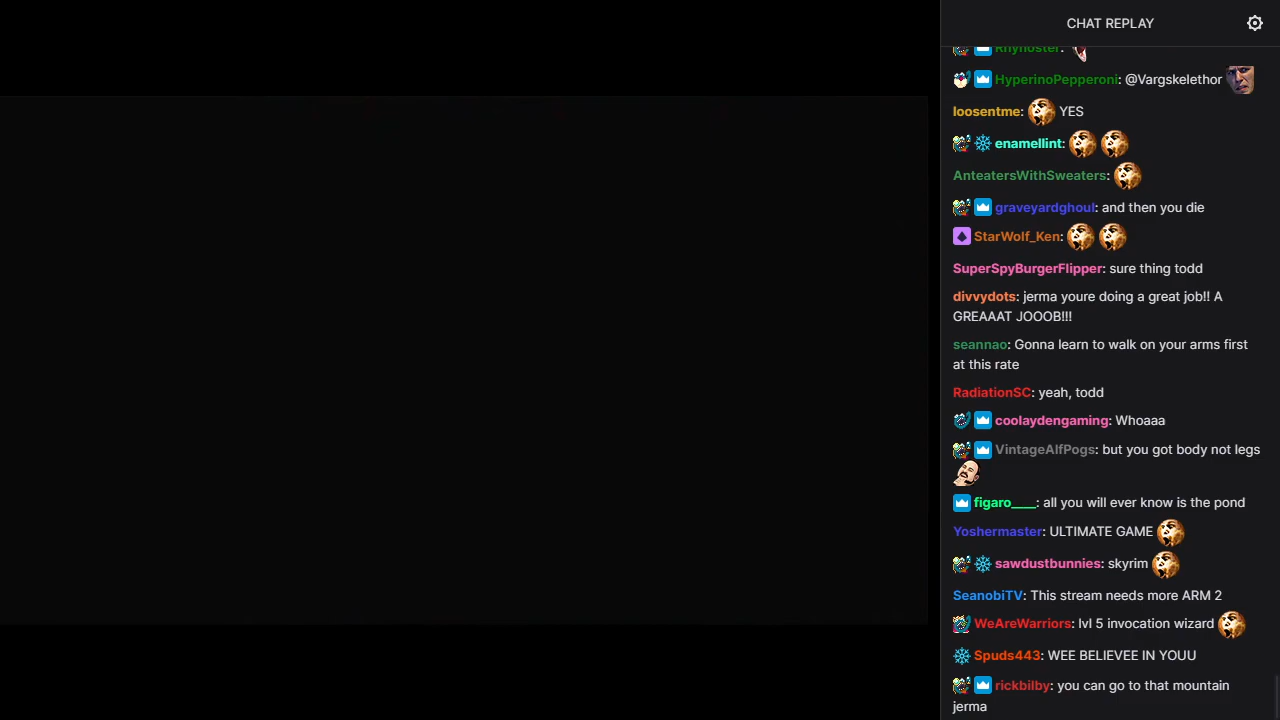 CHAT REPLAY
Rhynoster:
HyperinoPepperoni: @Vargskelethor
loosentme: YES
enamellint:
AnteatersWithSweaters:
graveyardghoul: and then you die
StarWolf_Ken:
SuperSpyBurgerFlipper: sure thing todd
divvydots: jerma youre doing a great job!! A
GREAAAT JOOOB!!!
seannao: Gonna learn to walk on your arms first
at this rate
RadiationSC: yeah, todd
coolaydengaming: Whoaaa
VintageAlfPogs: but you got body not legs
figaro____: all you will ever know is the pond
Yoshermaster: ULTIMATE GAME
sawdustbunnies: skyrim
SeanobiTV: This stream needs more ARM 2
WeAreWarriors: lvl 5 invocation wizard
Spuds443: WEE BELIEVEE IN YOUU
rickbilby: you can go to that mountain
jerma